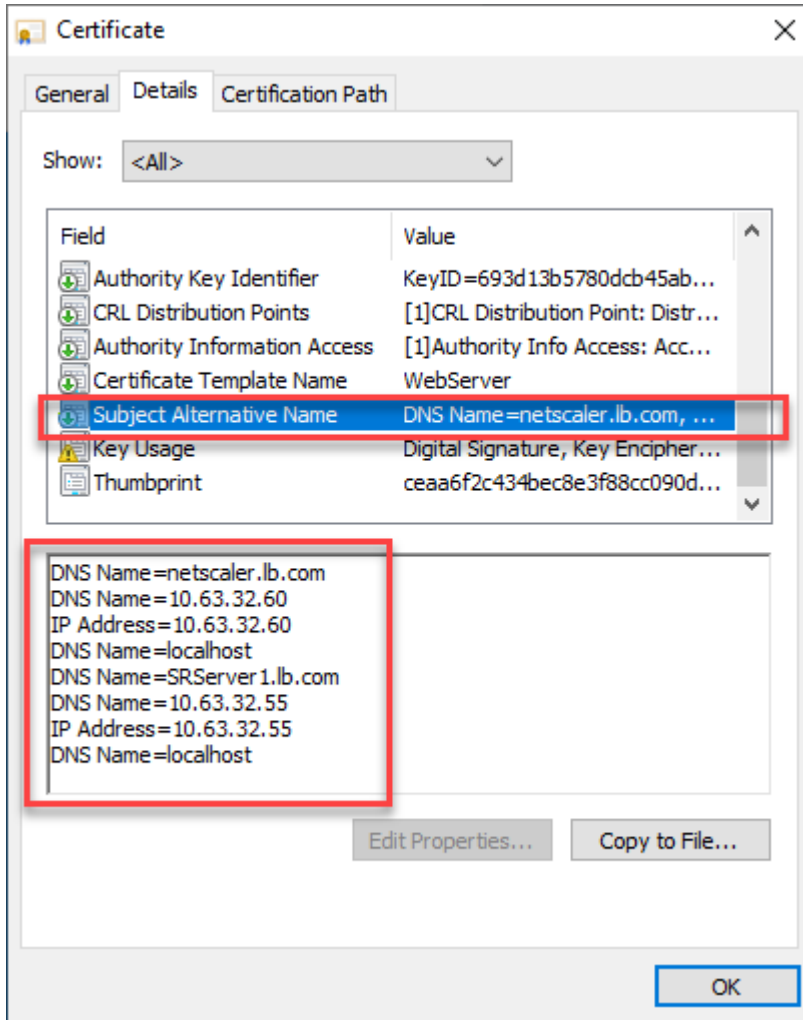 Certificate
General Details Certification Path
Show: <All>
Field Value
Authority Key Identifier KeyID=693d13b5780dcb45ab...
CRL Distribution Points [1]CRL Distribution Point: Distr...
Authority Information Access [1]Authority Info Access: Acc...
Certificate Template Name WebServer
Subject Alternative Name DNS Name=netscaler.lb.com, ...
Key Usage Digital Signature, Key Encipher...
Thumbprint ceaa6f2c434bec8e3f88cc090d...
DNS Name=netscaler.lb.com
DNS Name=10.63.32.60
IP Address=10.63.32.60
DNS Name=localhost
DNS Name=SRServer1.lb.com
DNS Name=10.63.32.55
IP Address=10.63.32.55
DNS Name=localhost
Edit Properties... Copy to File...
OK